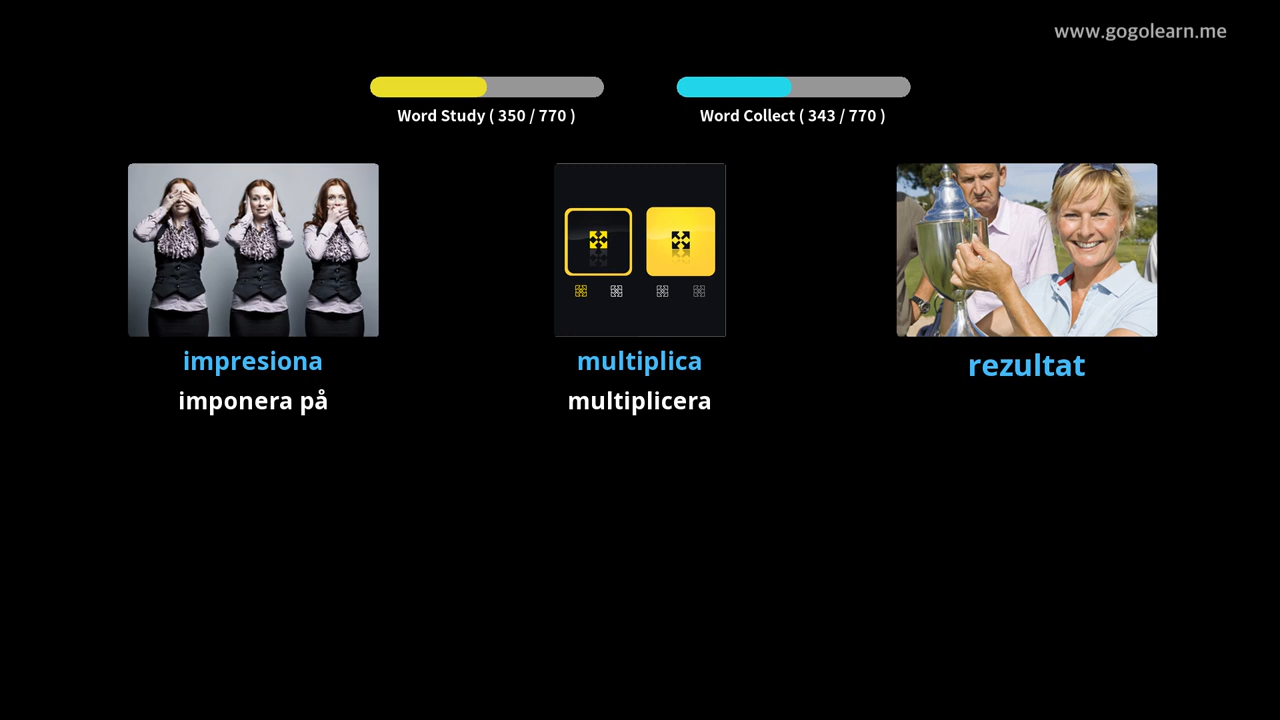 www.gogolearn.me
Word Study ( 350 / 770 )
Word Collect ( 343 / 770 )
impresiona
imponera på
multiplica
multiplicera
rezultat